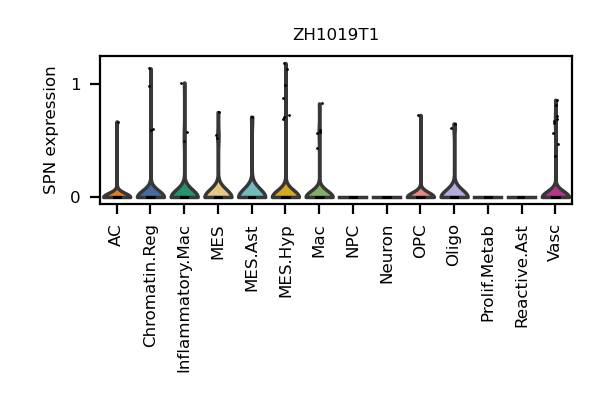 ZH1019T1
SPN expression
1
0
AC
Chromatin.Reg
Inflammatory.Mac
MES
MES.Ast
MES.Hyp
Mac
NPC
Neuron
OPC
Oligo
Prolif.Metab
Reactive.Ast
Vasc